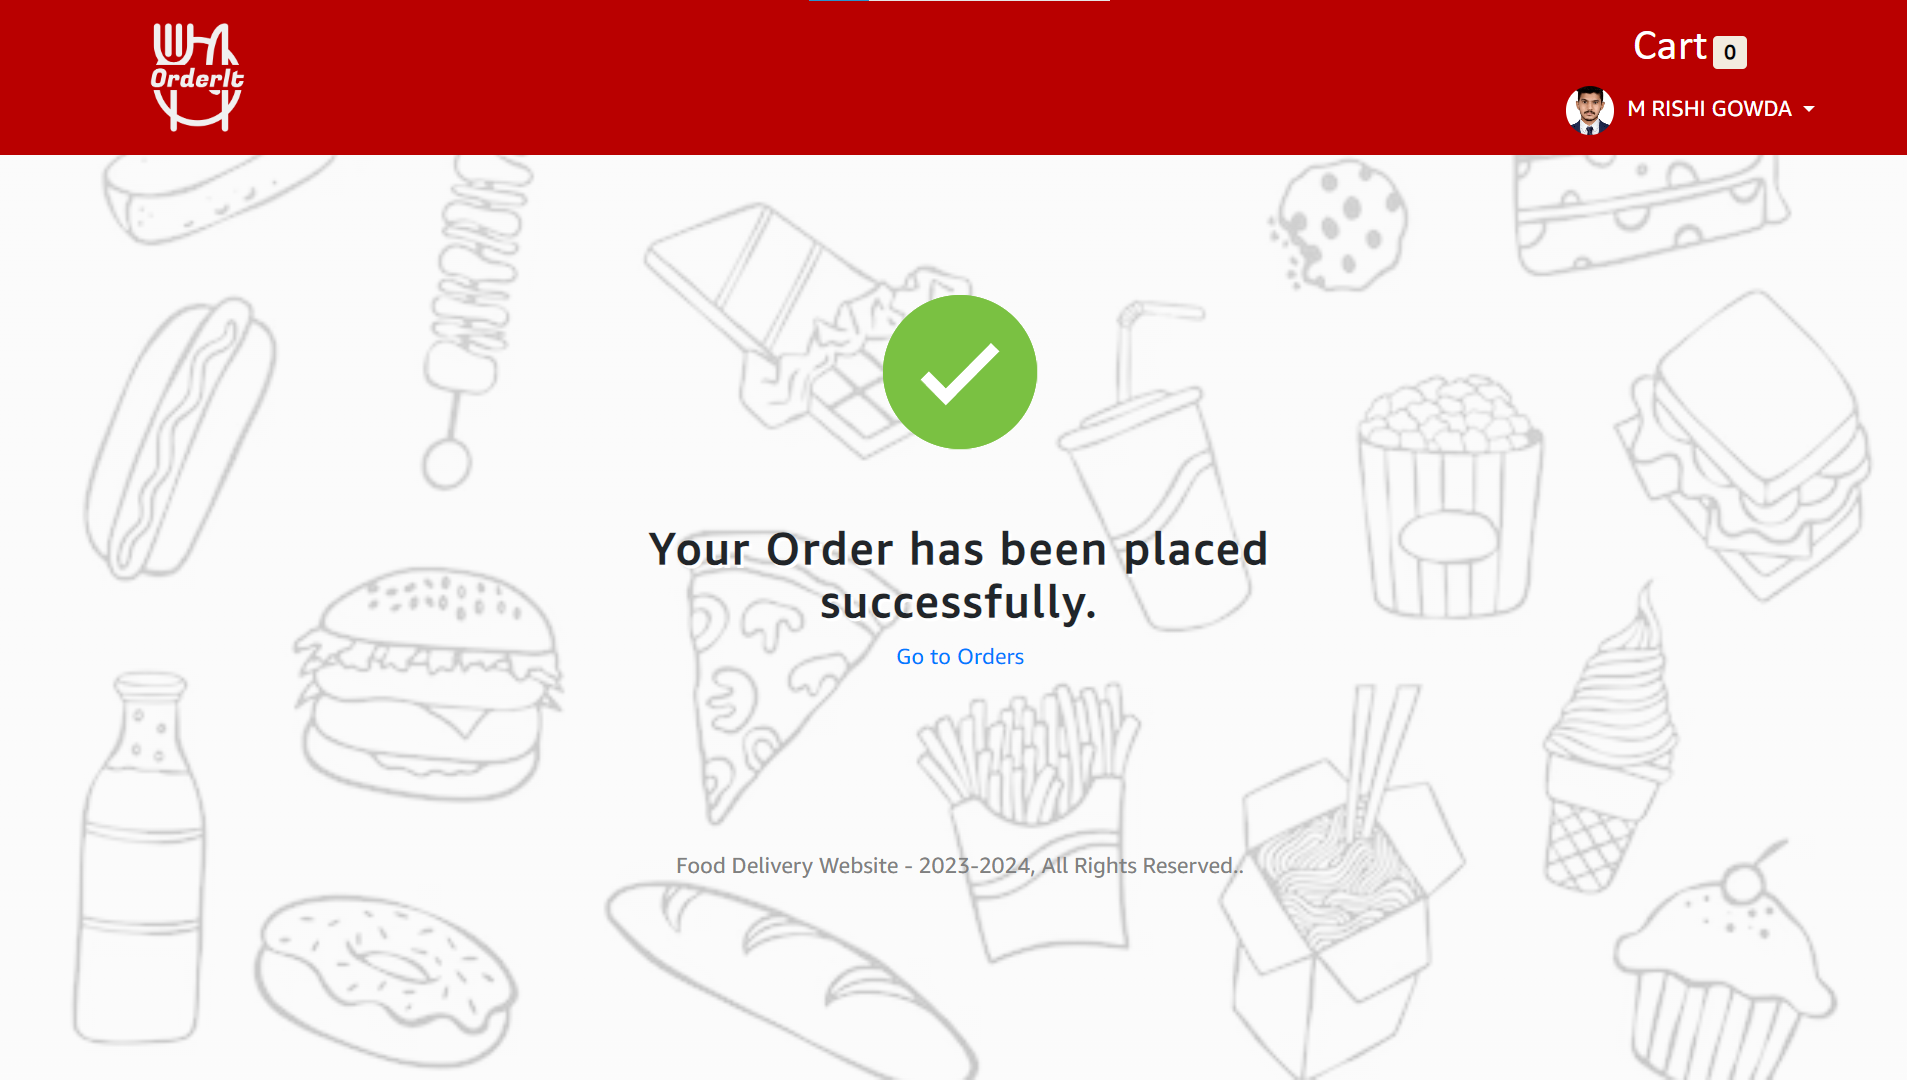 OrderIt
Cart 0
M RISHI GOWDA
Your Order has been placed
successfully.
Go to Orders
Food Delivery Website - 2023-2024, All Rights Reserved..